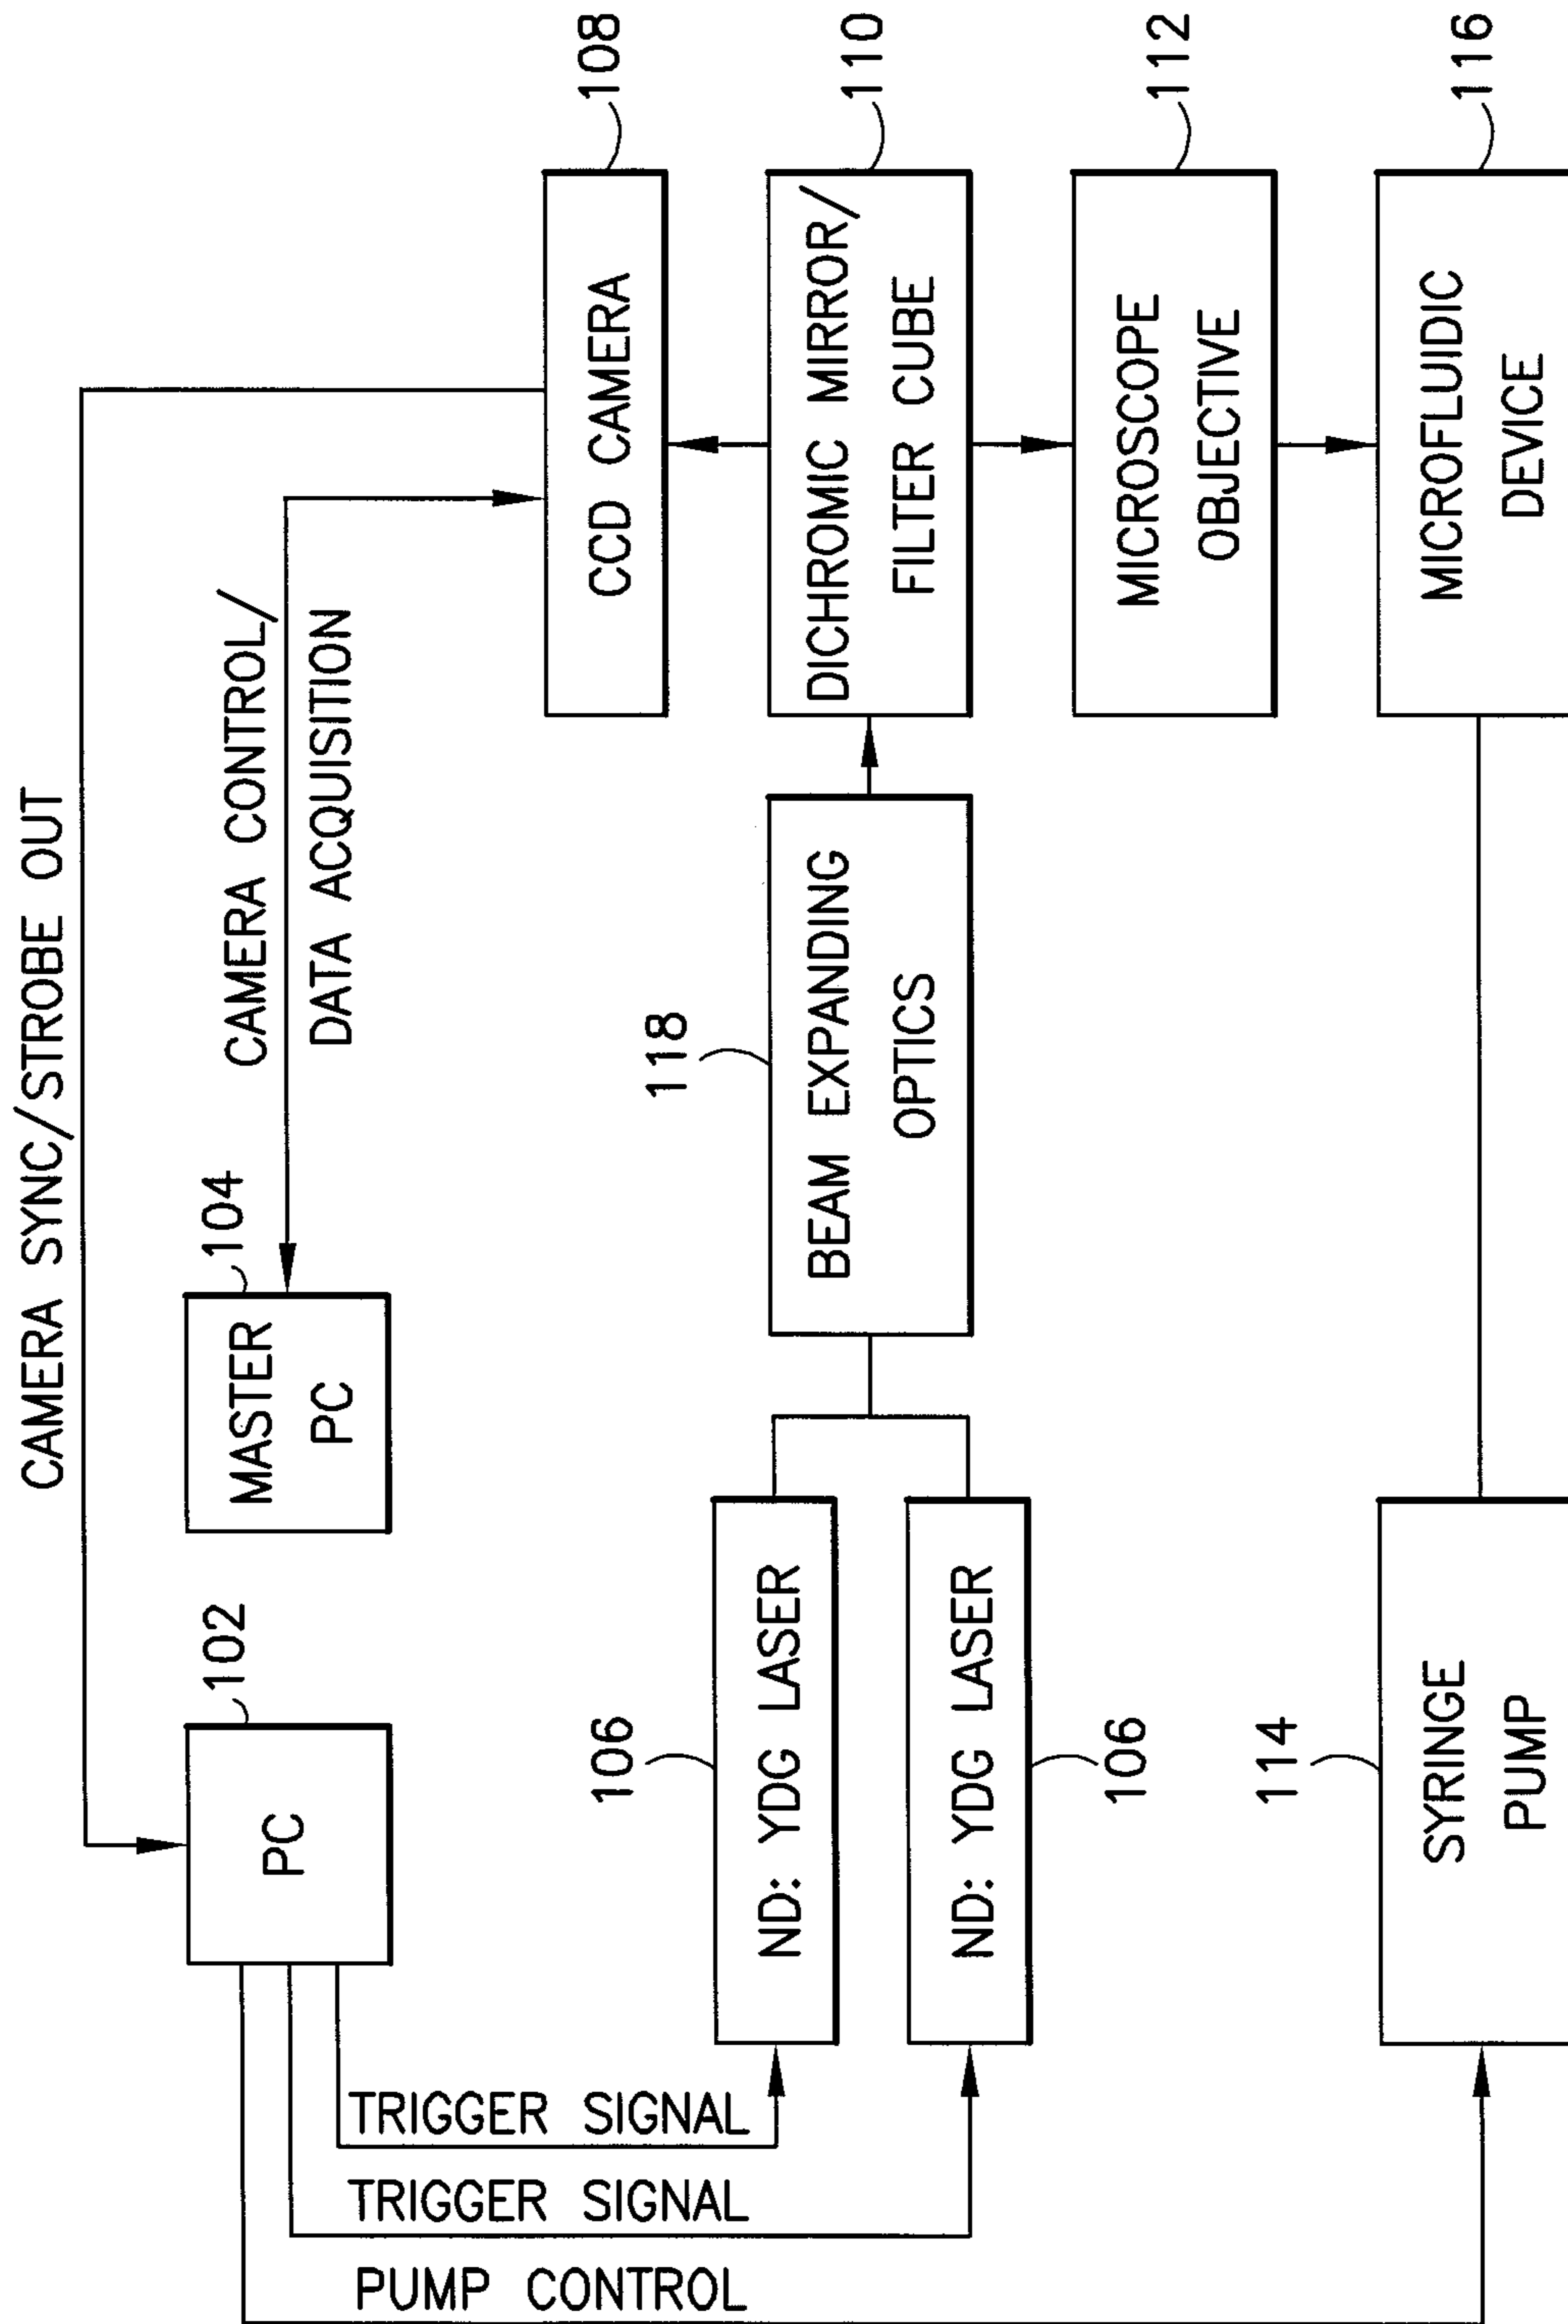 CAMERA SYNC/STROBE OUT
CAMERA CONTROL/
DATA ACQUISITION
102
PC
104
MASTER
PC
108
CCD CAMERA
TRIGGER SIGNAL
TRIGGER SIGNAL
PUMP CONTROL
106
ND: YDG LASER
ND: YDG LASER
106
118
BEAM EXPANDING
OPTICS
110
DICHROMIC MIRROR/
FILTER CUBE
112
MICROSCOPE
OBJECTIVE
114
SYRINGE
PUMP
116
MICROFLUIDIC
DEVICE